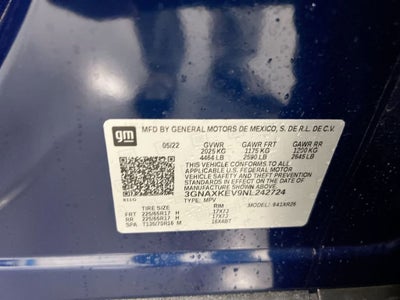 gm
MFD BY GENERAL MOTORS DE MEXICO, S. DE R.L. DE C.V.
05/22 GVWR GAWR FRT GAWR RR
2025 KG 1175 KG 1200 KG
4464 LB 2590 LB 2645 LB
THIS VEHICLE CONFORMS TO ALL
APPLICABLE U.S. FEDERAL MOTOR
VEHICLE SAFETY, BUMPER, AND THEFT
PREVENTION STANDARDS IN EFFECT ON
THE DATE OF MANUFACTURE SHOWN ABOVE.
3GNAXKEV9NL242724
TYPE: MPV MODEL: 
TIRE SIZE RIM
FRT 225/65R17 H 17X7J
RR 225/65R17 H 17X7J
SPA T135/70R16 M 16X4BT